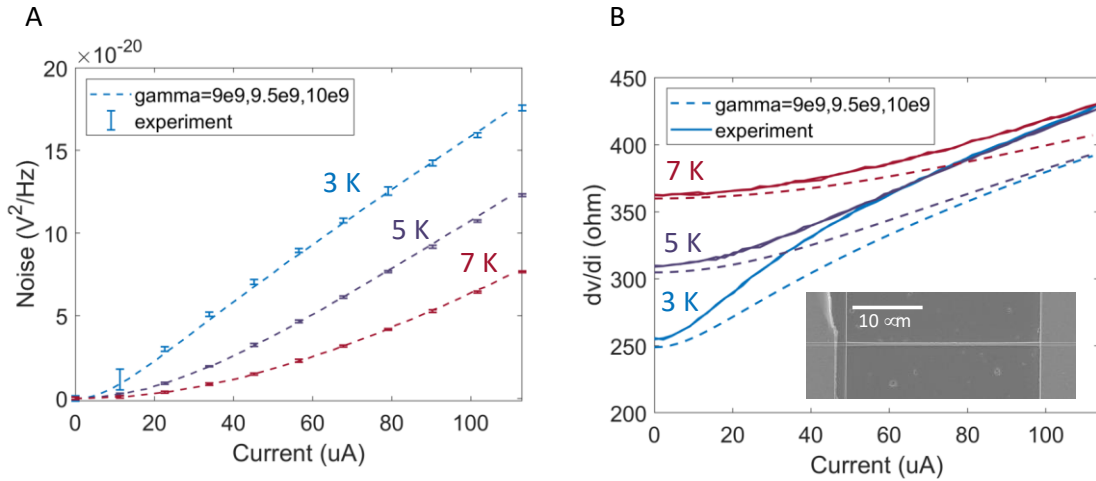 A
×10⁻²⁰
20
15
10
5
0
Noise (V²/Hz)
gamma=9e9,9.5e9,10e9
experiment
3 K
5 K
7 K
0 20 40 60 80 100
Current (uA)
B
450
400
350
300
250
200
dv/di (ohm)
gamma=9e9,9.5e9,10e9
experiment
7 K
5 K
3 K
10 ∝m
0 20 40 60 80 100
Current (uA)